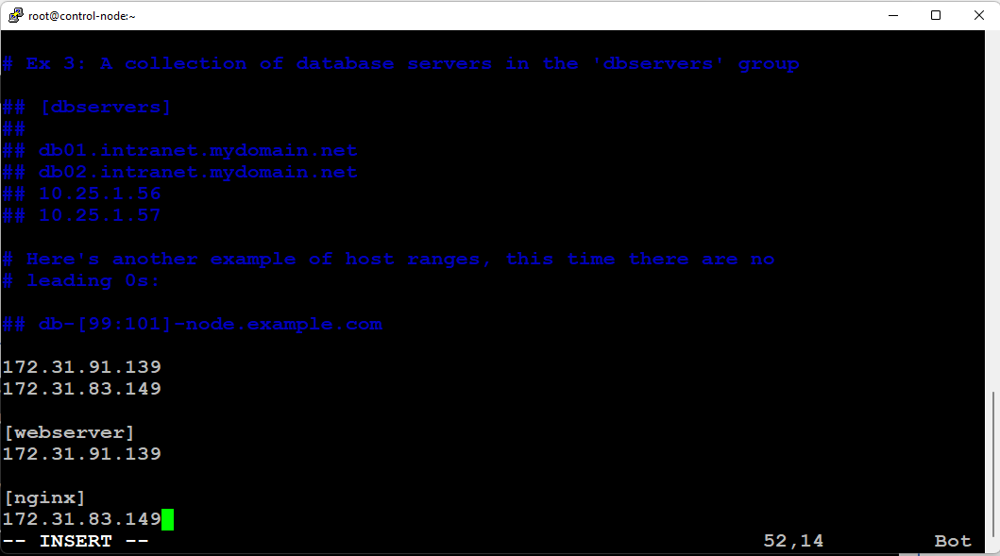 root@control-node:~
# Ex 3: A collection of database servers in the 'dbservers' group
## [dbservers]
##
## db01.intranet.mydomain.net
## db02.intranet.mydomain.net
## 10.25.1.56
## 10.25.1.57
# Here's another example of host ranges, this time there are no
# leading 0s:
## db-[99:101]-node.example.com
172.31.91.139
172.31.83.149
[webserver]
172.31.91.139
[nginx]
172.31.83.149
-- INSERT -- 52,14 Bot